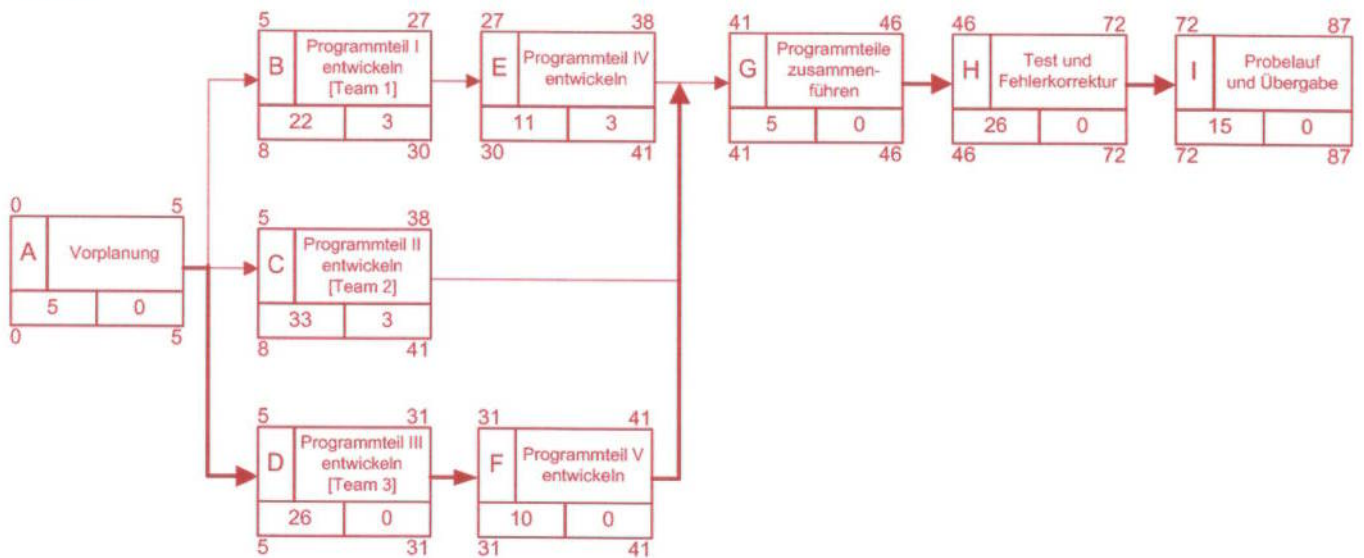 5 27
B Programmteil I
entwickeln
[Team 1]
22 3
8 30
27 38
E Programmteil IV
entwickeln
11 3
30 41
41 46
G Programmteile
zusammen-
führen
5 0
41 46
46 72
H Test und
Fehlerkorrektur
26 0
46 72
72 87
I Probelauf
und Übergabe
15 0
72 87
0 5
A Vorplanung
5 0
0 5
5 38
C Programmteil II
entwickeln
[Team 2]
33 3
8 41
5 31
D Programmteil III
entwickeln
[Team 3]
26 0
5 31
31 41
F Programmteil V
entwickeln
10 0
31 41